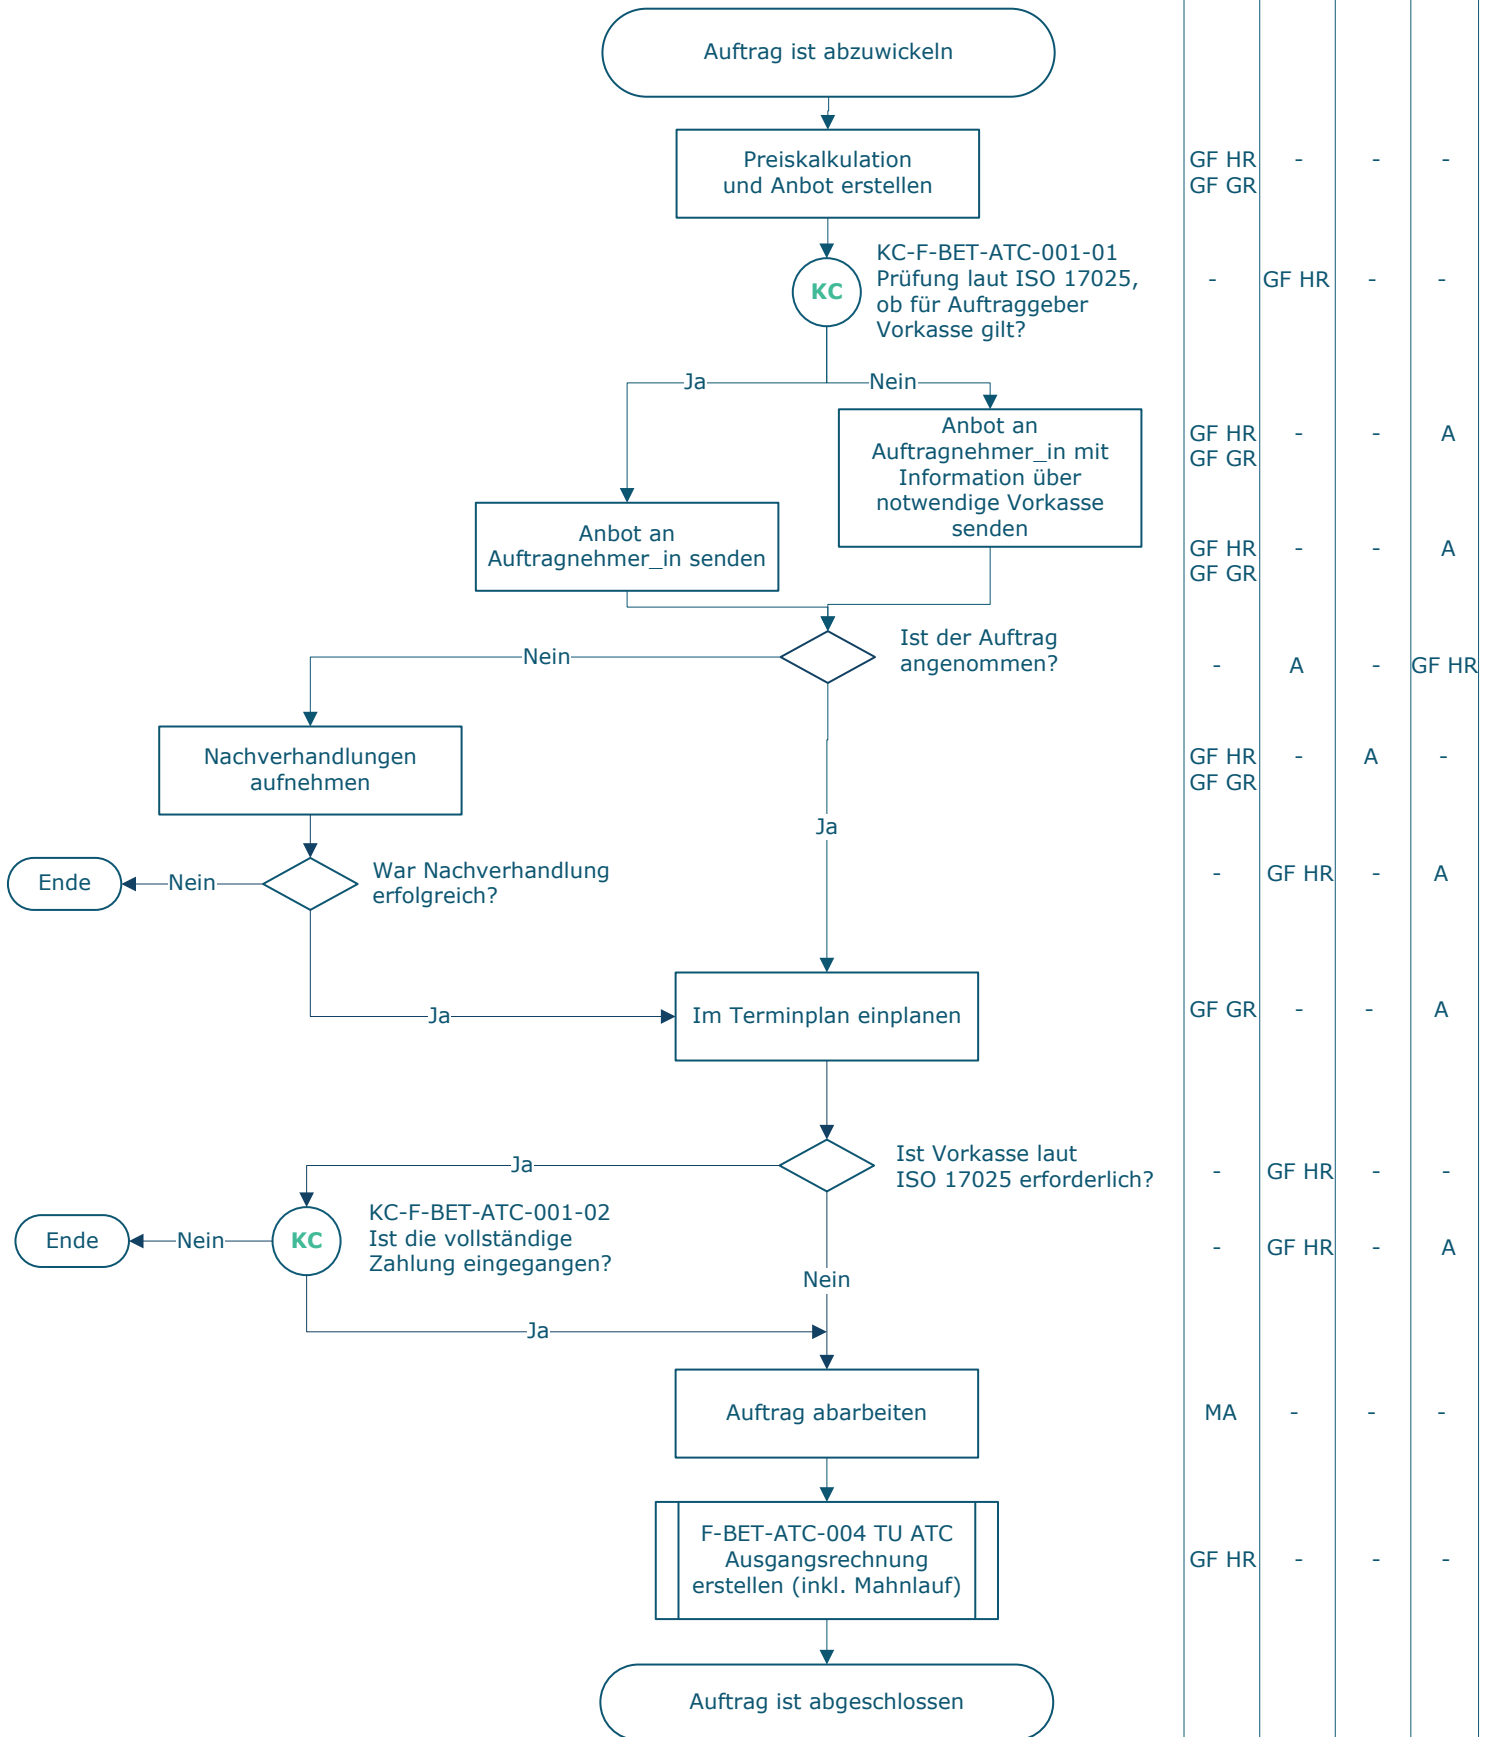 Auftrag ist abzuwickeln
Preiskalkulation
und Anbot erstellen
GF HR - - -
GF GR
KC
KC-F-BET-ATC-001-01
Prüfung laut ISO 17025,
ob für Auftraggeber
Vorkasse gilt?
- GF HR - -
Ja
Nein
Anbot an
Auftragnehmer_in mit
Information über
notwendige Vorkasse
senden
GF HR - - A
GF GR
Anbot an
Auftragnehmer_in senden
GF HR - - A
GF GR
Ist der Auftrag
angenommen?
- A - GF HR
Nein
Nachverhandlungen
aufnehmen
GF HR - A -
GF GR
Ja
Ende
Nein
War Nachverhandlung
erfolgreich?
- GF HR - A
Ja
Im Terminplan einplanen
GF GR - - A
Ja
Ist Vorkasse laut
ISO 17025 erforderlich?
- GF HR - -
Ende
Nein
KC
KC-F-BET-ATC-001-02
Ist die vollständige
Zahlung eingegangen?
- GF HR - A
Nein
Ja
Auftrag abarbeiten
MA - - -
F-BET-ATC-004 TU ATC
Ausgangsrechnung
erstellen (inkl. Mahnlauf)
GF HR - - -
Auftrag ist abgeschlossen